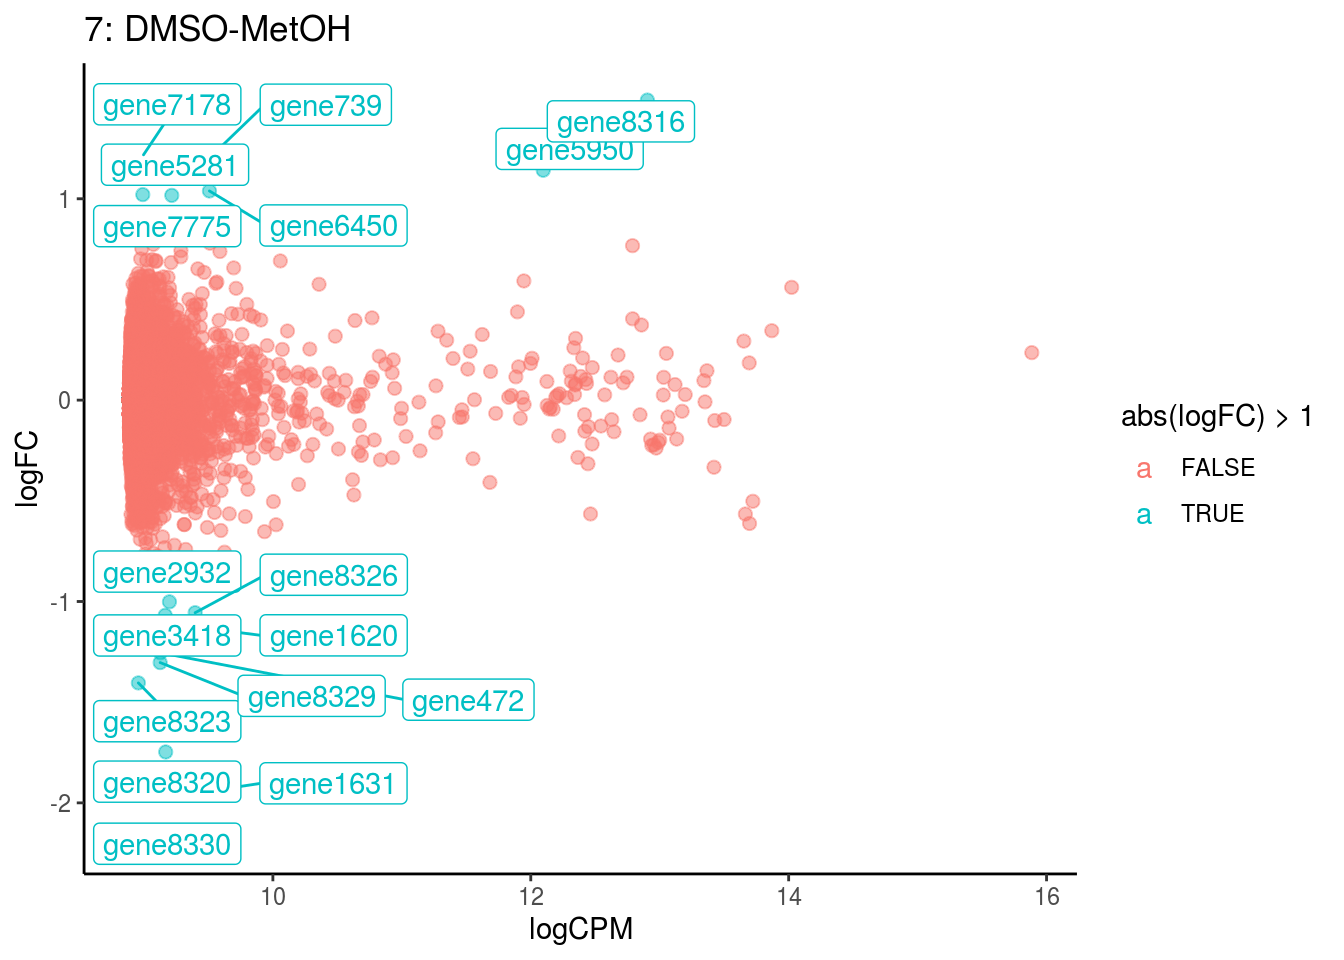 7: DMSO-MetOH
gene7178
gene739
gene8316
gene5950
gene5281
gene7775
gene6450
gene2932
gene8326
gene3418
gene1620
gene8329
gene472
gene8323
gene8320
gene1631
gene8330
1
0
-1
-2
logFC
10
12
14
16
logCPM
abs(logFC) > 1
a FALSE
a TRUE